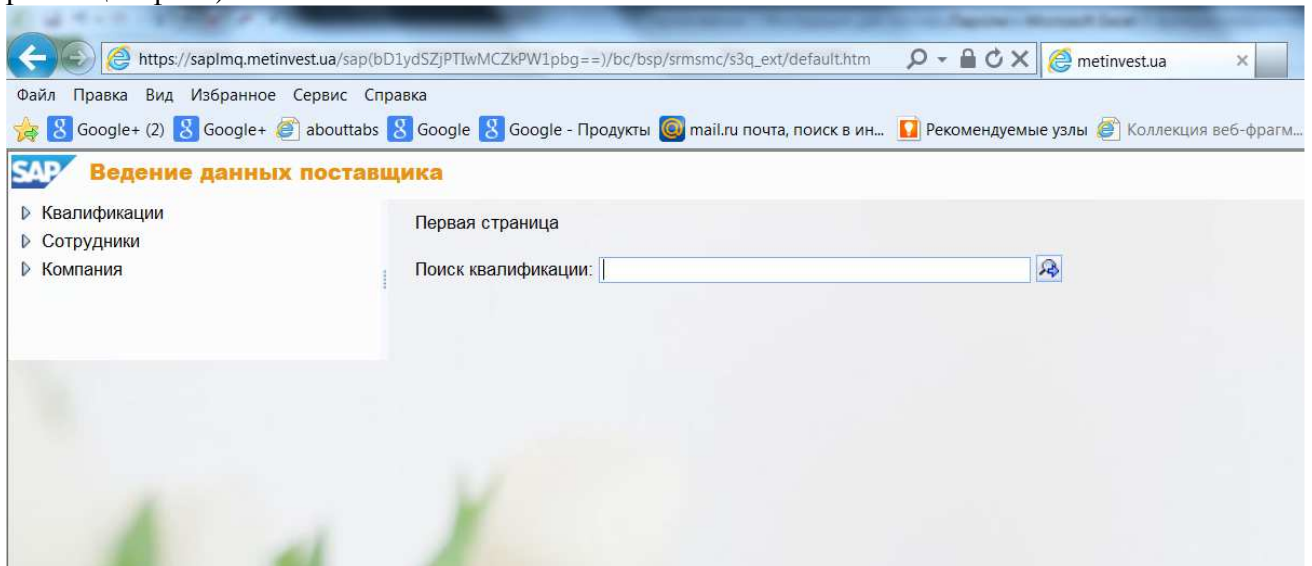 https://saplmq.metinvest.ua/sap(bD1ydSZjPTIwMCZkPW1pbg==)/bc/bsp/srmsmc/s3q_ext/default.htm metinvest.ua
Файл Правка Вид Избранное Сервис Справка
Google+ (2) Google+ abouttabs Google Google - Продукты mail.ru почта, поиск в ин... Рекомендуемые узлы Коллекция веб-фрагм...
SAP Ведение данных поставщика
Квалификации
Сотрудники
Компания
Первая страница
Поиск квалификации: